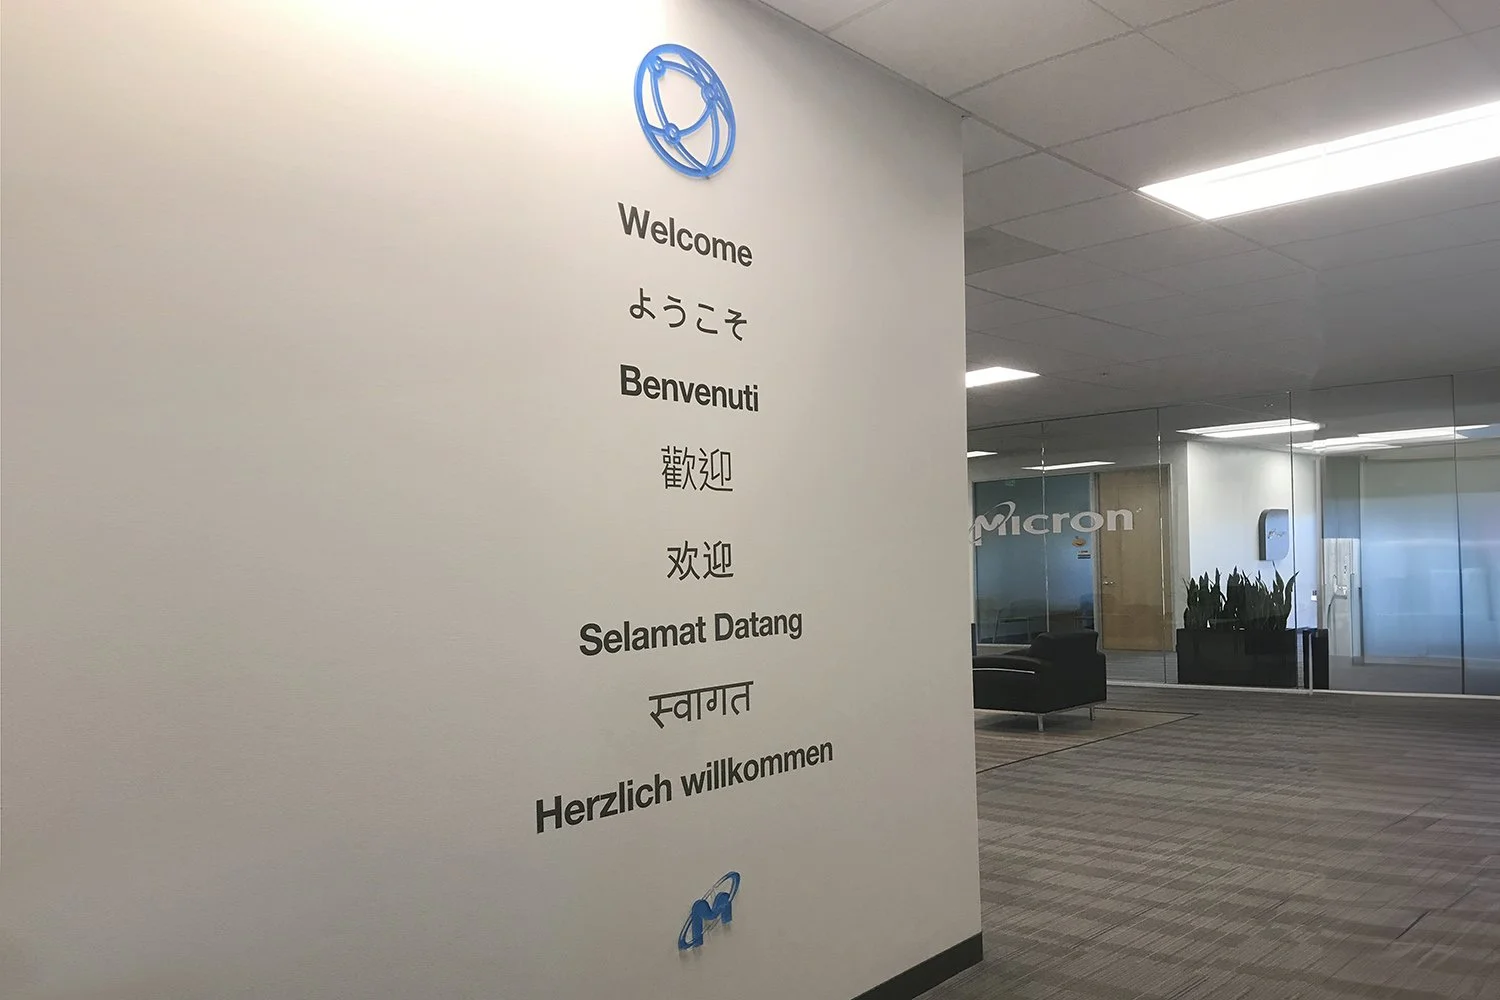 Welcome
ようこそ
Benvenuti
歡迎
欢迎
Selamat Datang
स्वागत
Herzlich willkommen
M
Micron